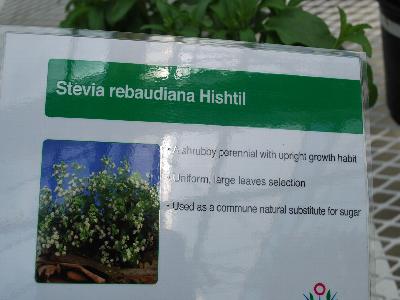 Stevia rebaudiana Hishtil
- A shrubby perennial with upright growth habit
- Uniform, large leaves selection
- Used as a commune natural substitute for sugar